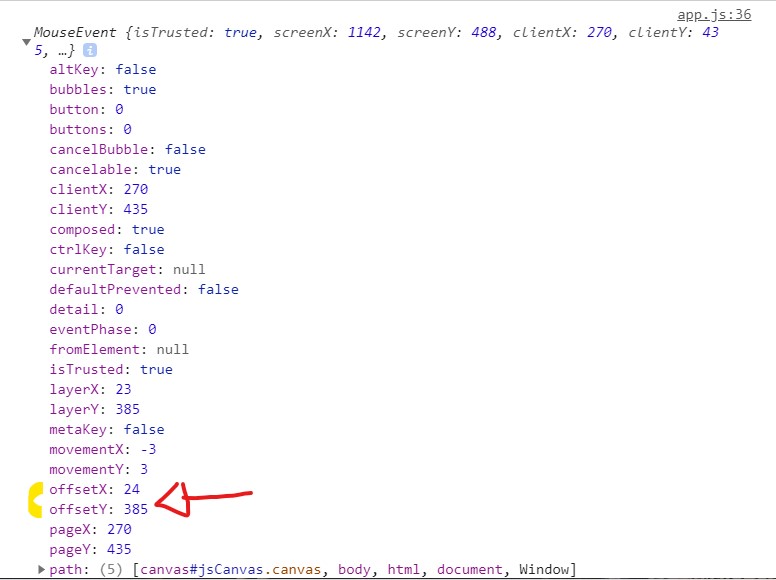 app.js:36
MouseEvent {isTrusted: true, screenX: 1142, screenY: 488, clientX: 270, clientY: 43
5, …} i
altKey: false
bubbles: true
button: 0
buttons: 0
cancelBubble: false
cancelable: true
clientX: 270
clientY: 435
composed: true
ctrlKey: false
currentTarget: null
defaultPrevented: false
detail: 0
eventPhase: 0
fromElement: null
isTrusted: true
layerX: 23
layerY: 385
metaKey: false
movementX: -3
movementY: 3
offsetX: 24
offsetY: 385
pageX: 270
pageY: 435
path: (5) [canvas#jsCanvas.canvas, body, html, document, Window]